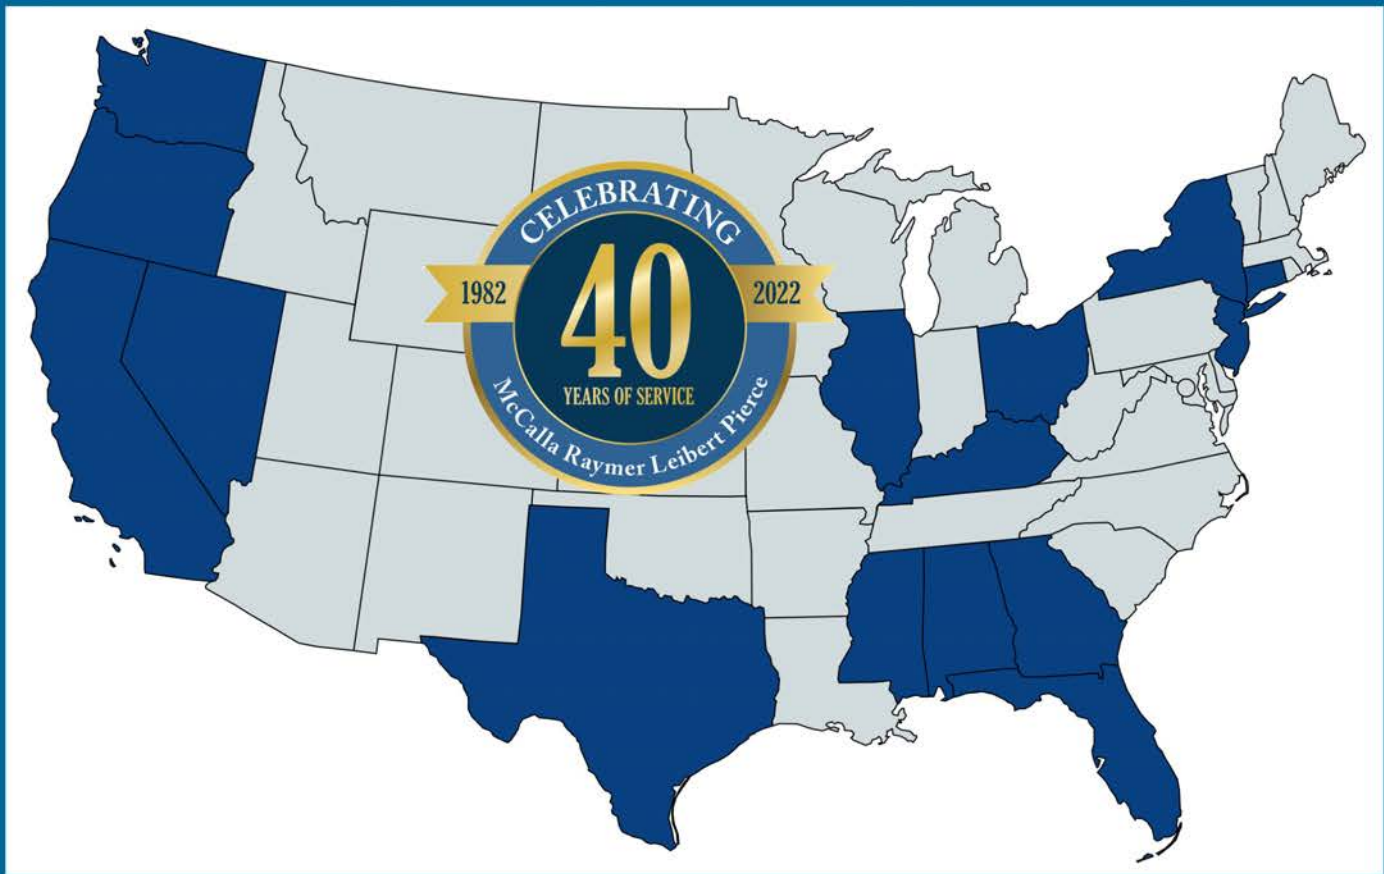 CELEBRATING
1982
40
2022
YEARS OF SERVICE
McCalla Raymer Leibert Pierce